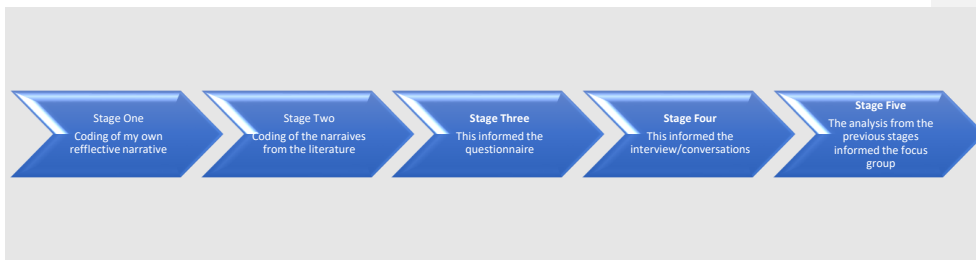 Stage One
Coding of my own
refflective narrative
Stage Two
Coding of the narraives
from the literature
Stage Three
This informed the
questionnaire
Stage Four
This informed the
interview/conversations
Stage Five
The analysis from the
previous stages
informed the focus
group